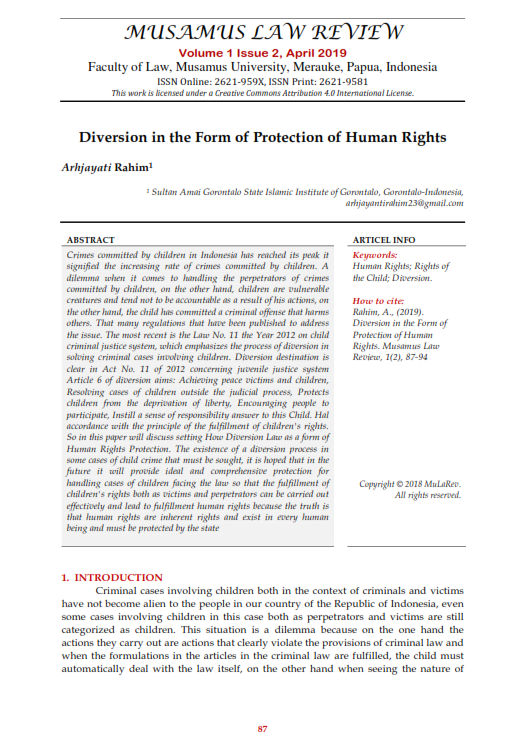 MUSAMUS LAW REVIEW
Volume 1 Issue 2, April 2019
Faculty of Law, Musamus University, Merauke, Papua, Indonesia
ISSN Online: 2621-959X, ISSN Print: 2621-9581
This work is licensed under a Creative Commons Attribution 4.0 International License.
Diversion in the Form of Protection of Human Rights
Arhjayati Rahim¹
¹ Sultan Amai Gorontalo State Islamic Institute of Gorontalo, Gorontalo-Indonesia,
arhjayantirahim23@gmail.com
ABSTRACT
Crimes committed by children in Indonesia has reached its peak it
signified the increasing rate of crimes committed by children. A
dilemma when it comes to handling the perpetrators of crimes
committed by children, on the other hand, children are vulnerable
creatures and tend not to be accountable as a result of his actions, on
the other hand, the child has committed a criminal offense that harms
others. That many regulations that have been published to address
the issue. The most recent is the Law No. 11 the Year 2012 on child
criminal justice system, which emphasizes the process of diversion in
solving criminal cases involving children. Diversion destination is
clear in Act No. 11 of 2012 concerning juvenile justice system
Article 6 of diversion aims: Achieving peace victims and children,
Resolving cases of children outside the judicial process, Protects
children from the deprivation of liberty, Encouraging people to
participate, Instill a sense of responsibility answer to this Child. Hal
accordance with the principle of the fulfillment of children's rights.
So in this paper will discuss setting How Diversion Law as a form of
Human Rights Protection. The existence of a diversion process in
some cases of child crime that must be sought, it is hoped that in the
future it will provide ideal and comprehensive protection for
handling cases of children facing the law so that the fulfillment of
children's rights both as victims and perpetrators can be carried out
effectively and lead to fulfillment human rights because the truth is
that human rights are inherent rights and exist in every human
being and must be protected by the state
ARTICEL INFO
Keywords:
Human Rights; Rights of
the Child; Diversion.
How to cite:
Rahim, A., (2019).
Diversion in the Form of
Protection of Human
Rights. Musamus Law
Review, 1(2), 87-94
Copyright © 2018 MuLaRev.
All rights reserved.
1. INTRODUCTION
Criminal cases involving children both in the context of criminals and victims
have not become alien to the people in our country of the Republic of Indonesia, even
some cases involving children in this case both as perpetrators and victims are still
categorized as children. This situation is a dilemma because on the one hand the
actions they carry out are actions that clearly violate the provisions of criminal law and
when the formulations in the articles in the criminal law are fulfilled, the child must
automatically deal with the law itself, on the other hand when seeing the nature of
87